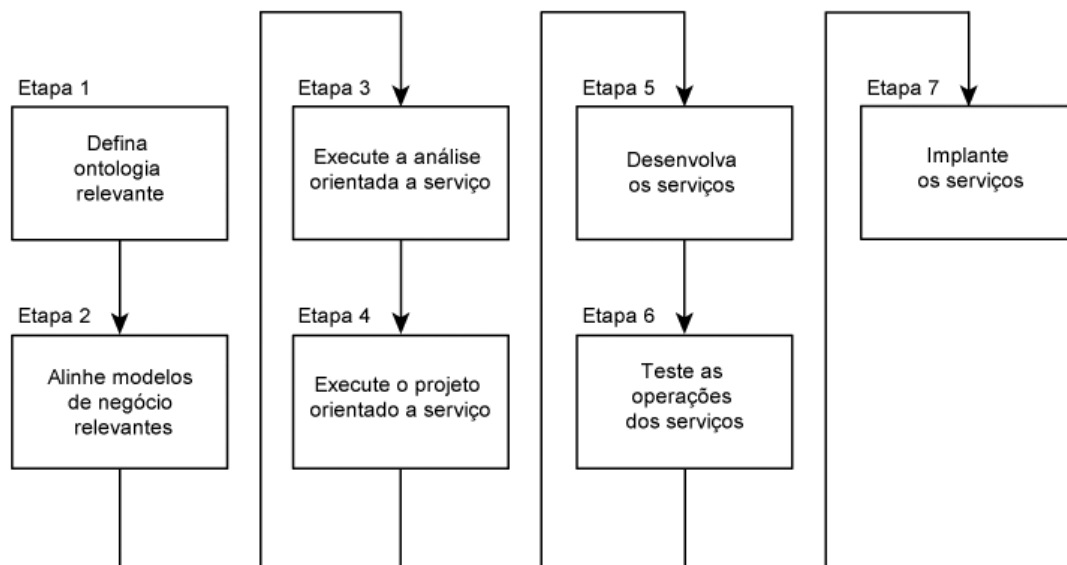 Etapa 1
Defina
ontologia
relevante
Etapa 2
Alinhe modelos
de negócio
relevantes
Etapa 3
Execute a análise
orientada a serviço
Etapa 4
Execute o projeto
orientado a serviço
Etapa 5
Desenvolva
os serviços
Etapa 6
Teste as
operações
dos serviços
Etapa 7
Implante
os serviços